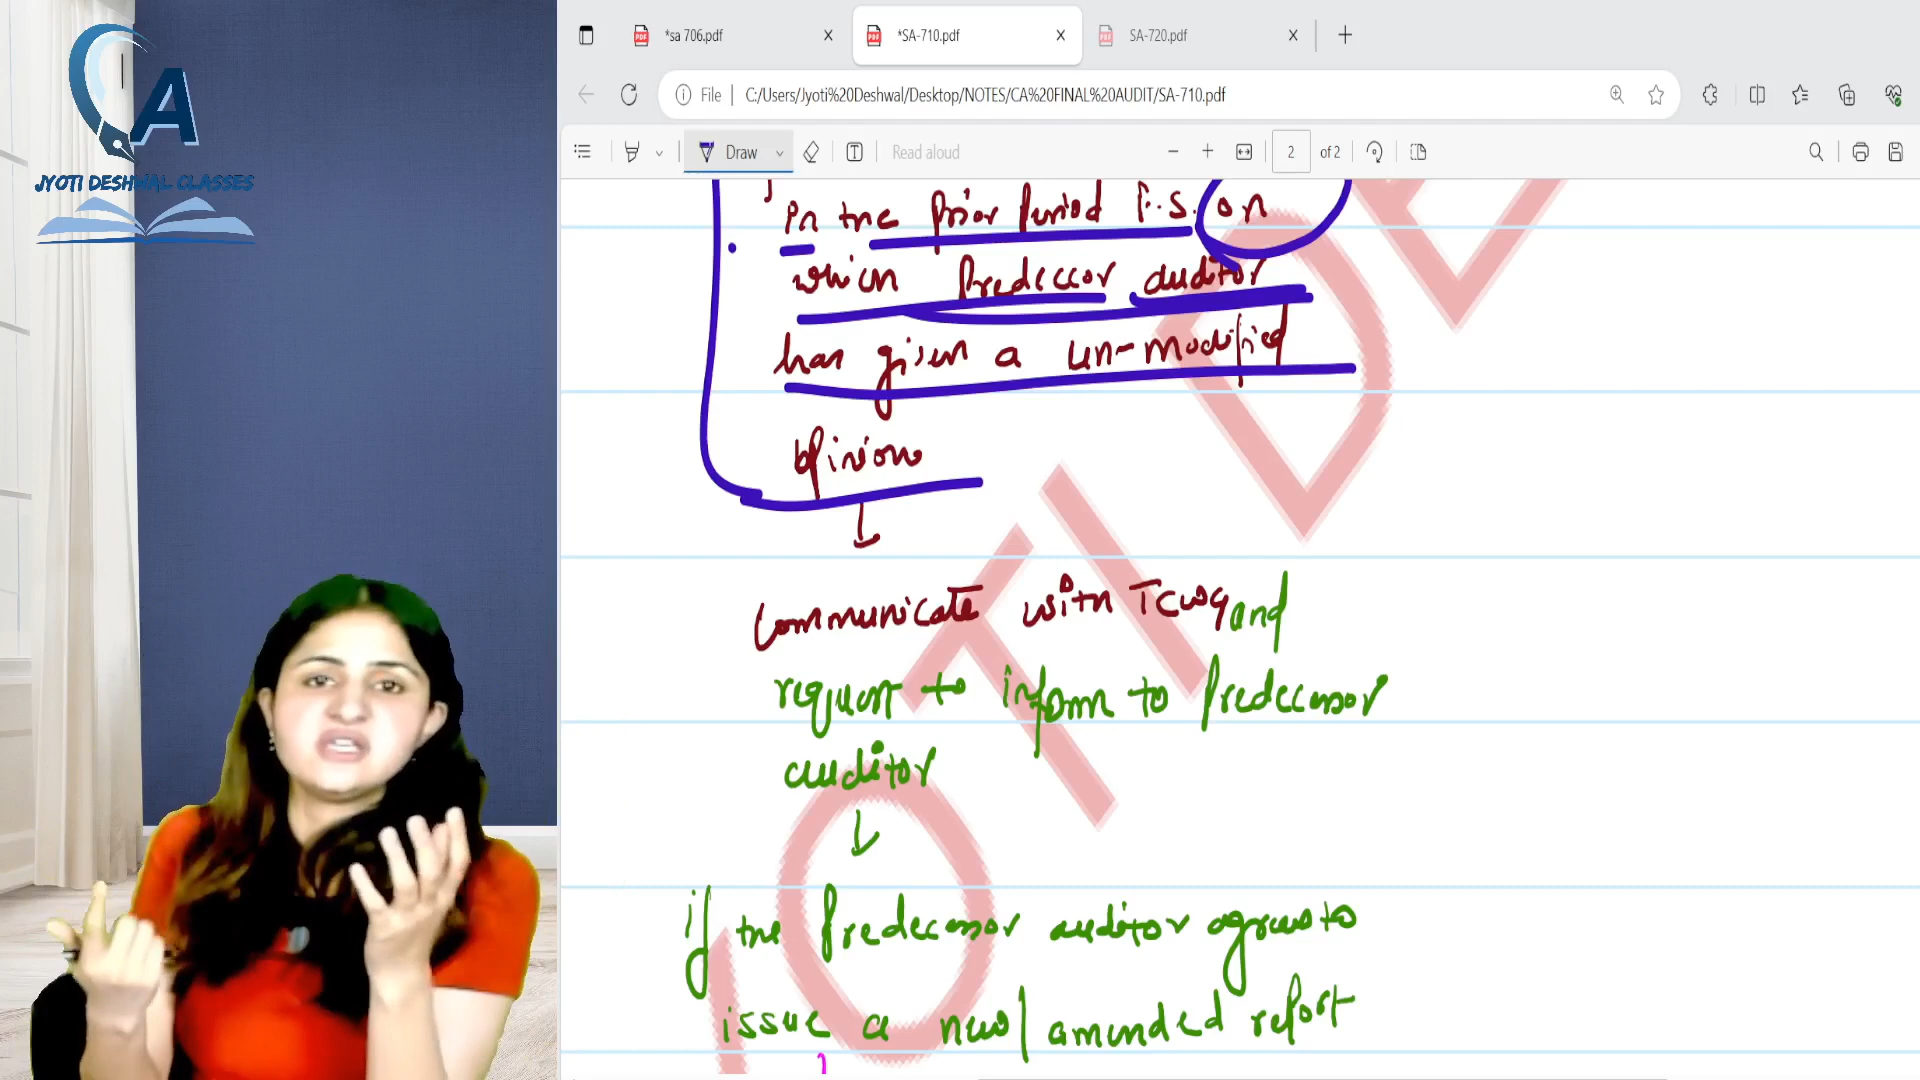 *sa 706.pdf
*SA-710.pdf
SA-720.pdf
CA
JYOTI DESHWAL CLASSES
File
C:/Users/Jyoti%20Deshwal/Desktop/NOTES/CA%20FINAL%20AUDIT/SA-710.pdf
Draw
Read aloud
2
of 2
in the prior period F.S. on
which Predeccor auditor
has given a un-modified
opinion
↓
Communicate with TCWG and
request to inform to predecessor
auditor
↓
if the predecessor auditor agrees to
issue a new/ amended report